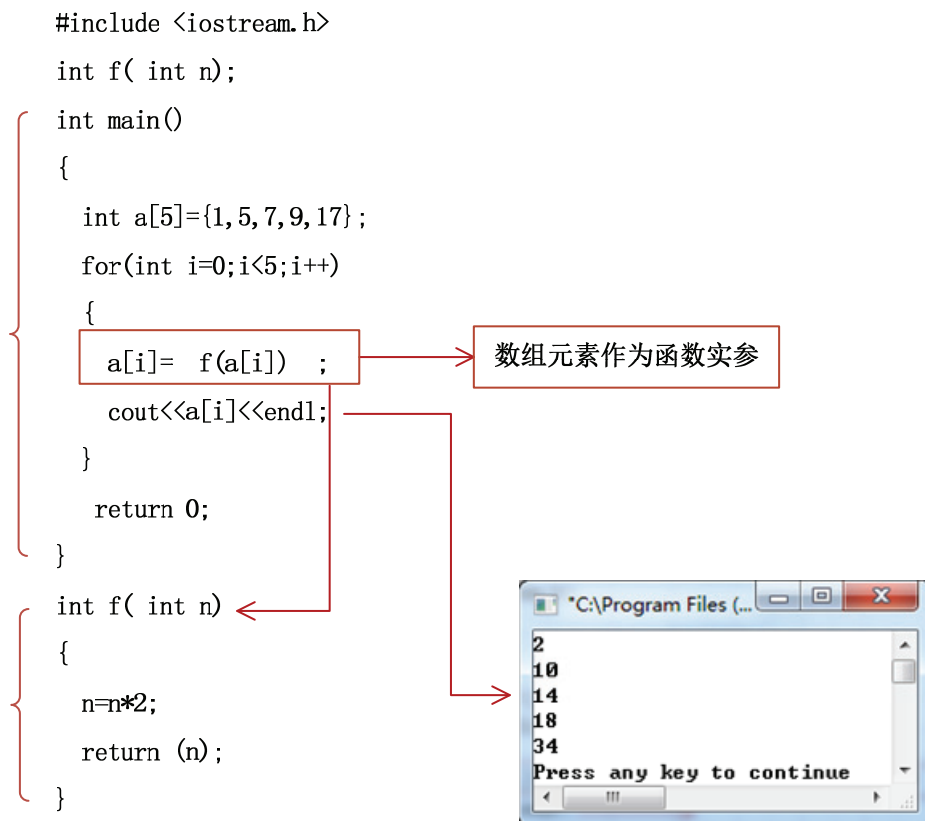 #include <iostream.h>
int f( int n);
int main()
{
int a[5]={1,5,7,9,17};
for(int i=0;i<5;i++)
{
a[i]= f(a[i]) ;
数组元素作为函数实参
cout<<a[i]<<endl;
}
return 0;
}
int f( int n)
{
n=n*2;
return (n);
}
"C:\Program Files (...
2
10
14
18
34
Press any key to continue